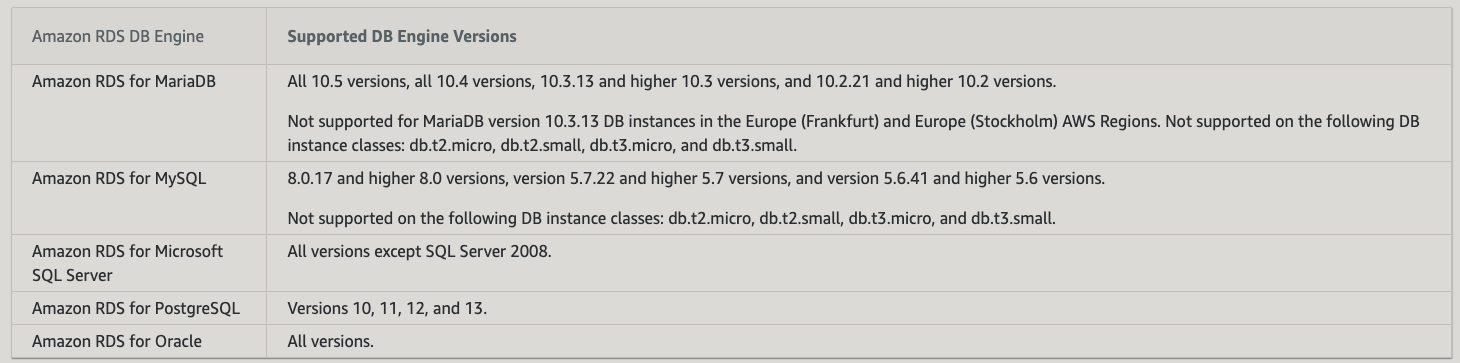 Amazon RDS DB Engine
Supported DB Engine Versions
Amazon RDS for MariaDB
All 10.5 versions, all 10.4 versions, 10.3.13 and higher 10.3 versions, and 10.2.21 and higher 10.2 versions.
Not supported for MariaDB version 10.3.13 DB instances in the Europe (Frankfurt) and Europe (Stockholm) AWS Regions. Not supported on the following DB
instance classes: db.t2.micro, db.t2.small, db.t3.micro, and db.t3.small.
Amazon RDS for MySQL
8.0.17 and higher 8.0 versions, version 5.7.22 and higher 5.7 versions, and version 5.6.41 and higher 5.6 versions.
Not supported on the following DB instance classes: db.t2.micro, db.t2.small, db.t3.micro, and db.t3.small.
Amazon RDS for Microsoft
SQL Server
All versions except SQL Server 2008.
Amazon RDS for PostgreSQL
Versions 10, 11, 12, and 13.
Amazon RDS for Oracle
All versions.